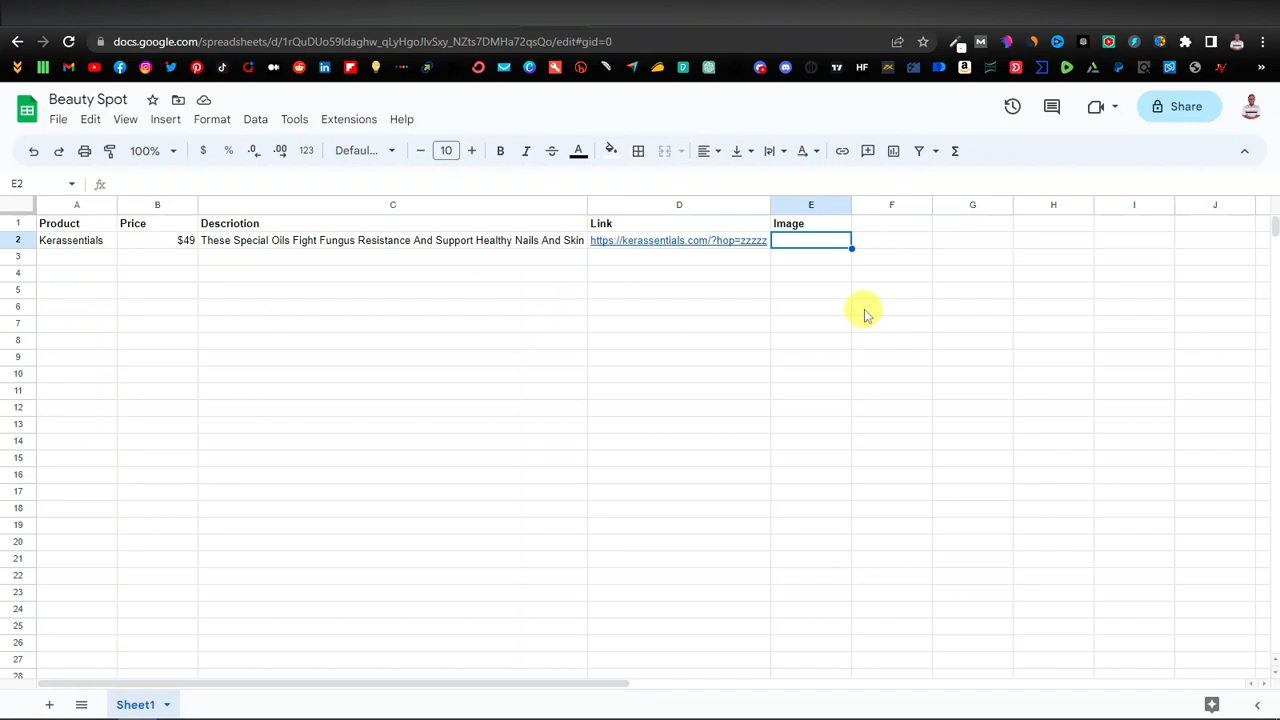 docs.google.com/spreadsheets/d/1rQuDUo59Idaghw_qLyHgoJlvSxy_NZts7DMHa72qsQo/edit#gid=0
Beauty Spot
File Edit View Insert Format Data Tools Extensions Help
Share
100% $ % .0 .00 123 Defaul... 10 B I A
E2 fx
A B C D E F G H I J
1 Product Price Descriotion Link Image
2 Kerassentials $49 These Special Oils Fight Fungus Resistance And Support Healthy Nails And Skin https://kerassentials.com/?hop=zzzzz
3
4
5
6
7
8
9
10
11
12
13
14
15
16
17
18
19
20
21
22
23
24
25
26
27
28
Sheet1